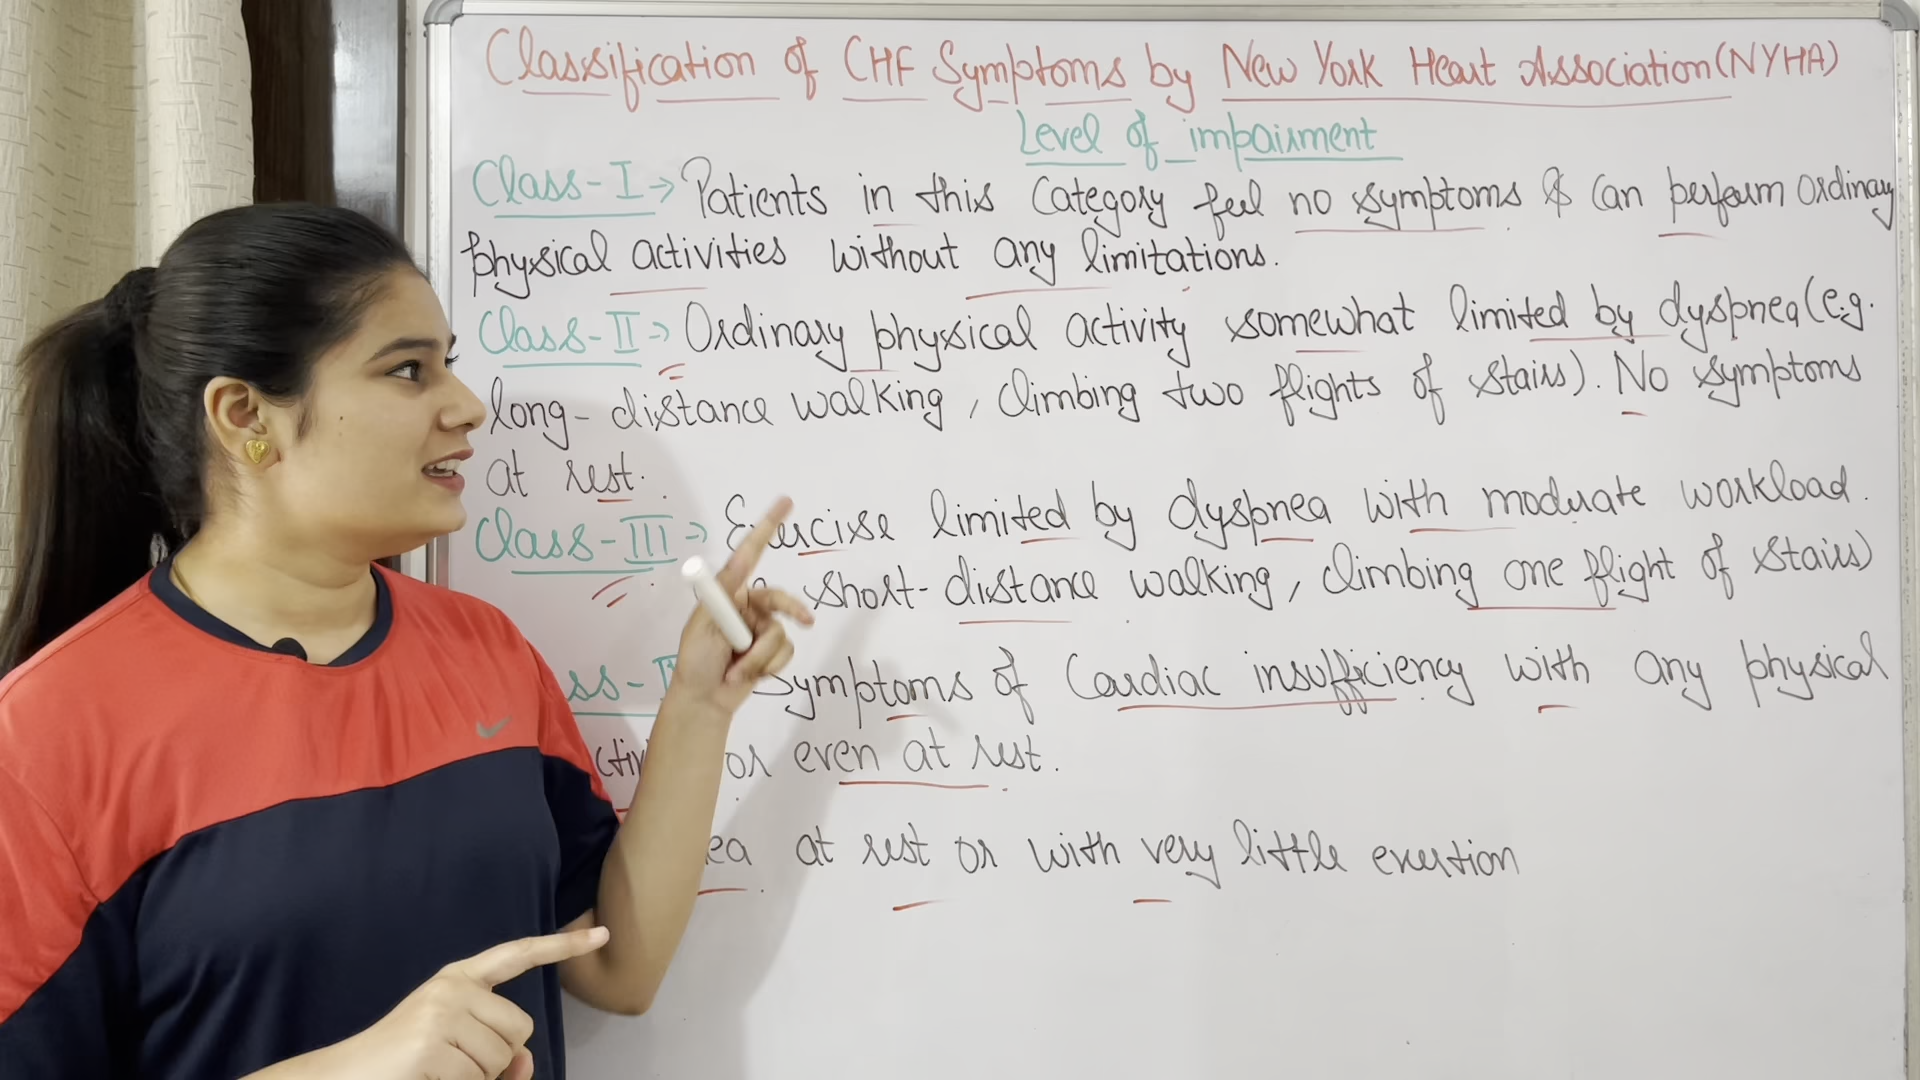 Classification of CHF Symptoms by New York Heart Association (NYHA)
Level of impairment
Class-I → Patients in this Category feel no symptoms & Can perform Ordinary
physical activities without any limitations.
Class-II → Ordinary physical activity somewhat limited by dyspnea (e.g.
long-distance walking, climbing two flights of stairs). No symptoms
at rest.
Class-III → Exercise limited by dyspnea with moderate workload.
short-distance walking, climbing one flight of stairs)
Symptoms of Cardiac insufficiency with any physical
or even at rest.
at rest or with very little exertion